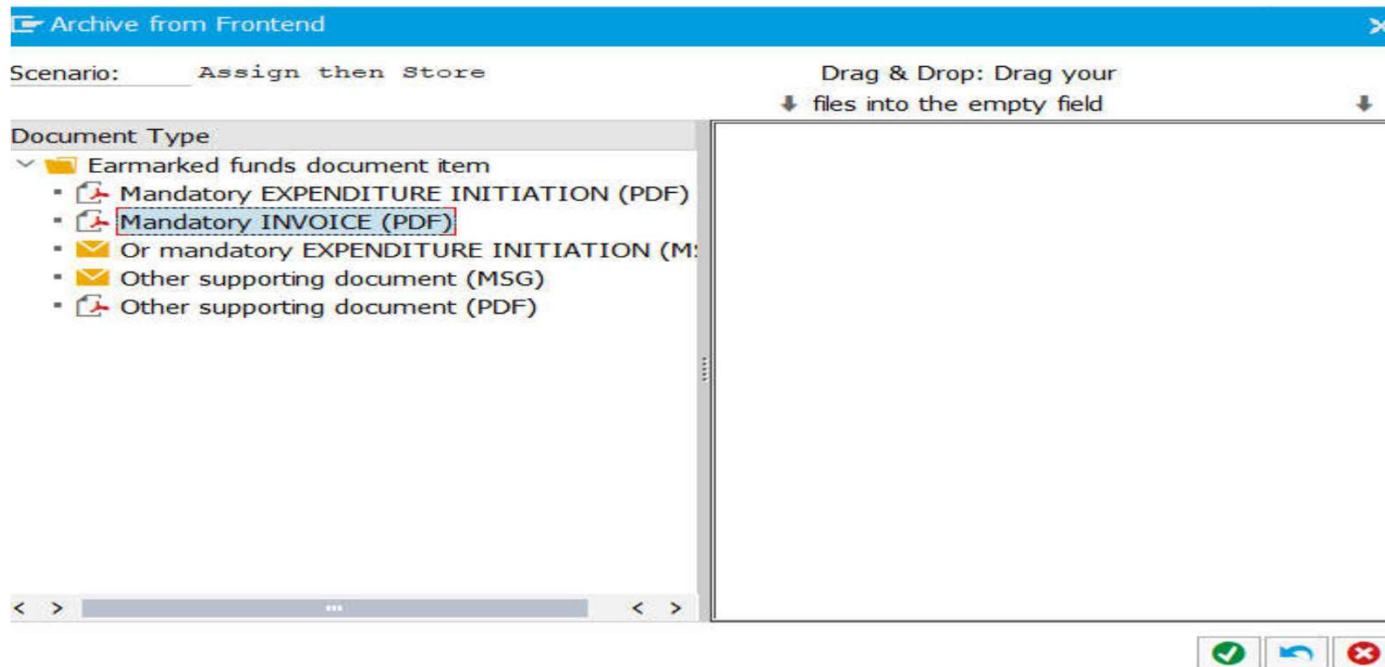 Archive from Frontend
Scenario: Assign then Store
Drag & Drop: Drag your
files into the empty field
Document Type
Earmarked funds document item
Mandatory EXPENDITURE INITIATION (PDF)
Mandatory INVOICE (PDF)
Or mandatory EXPENDITURE INITIATION (M
Other supporting document (MSG)
Other supporting document (PDF)